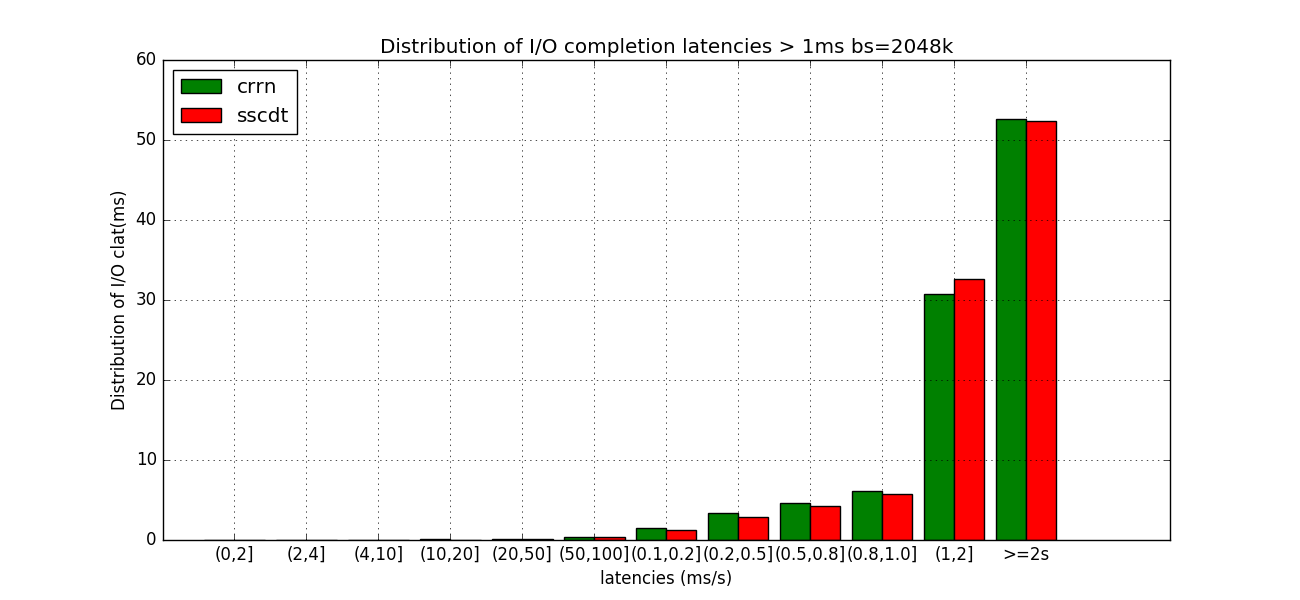 Distribution of I/O completion latencies > 1ms bs=2048k
60
50
40
30
20
10
0
Distribution of I/O clat(ms)
crrn
sscdt
(0,2] (2,4] (4,10] (10,20] (20,50] (50,100] (0.1,0.2] (0.2,0.5] (0.5,0.8] (0.8,1.0] (1,2] >=2s
latencies (ms/s)